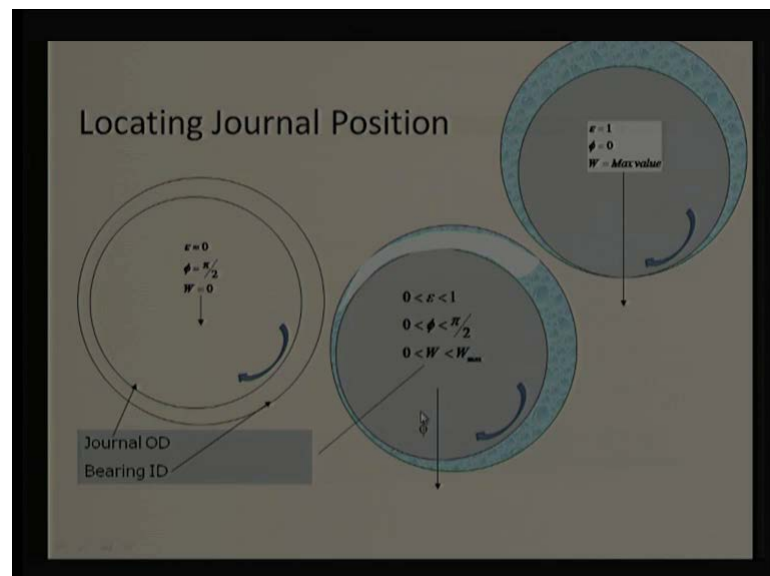 Locating Journal Position
ε = 0
ϕ = π/2
W = 0
Journal OD
Bearing ID
0 < ε < 1
0 < ϕ < π/2
0 < W < Wmax
ϕ
ε = 1
ϕ = 0
W = Max value